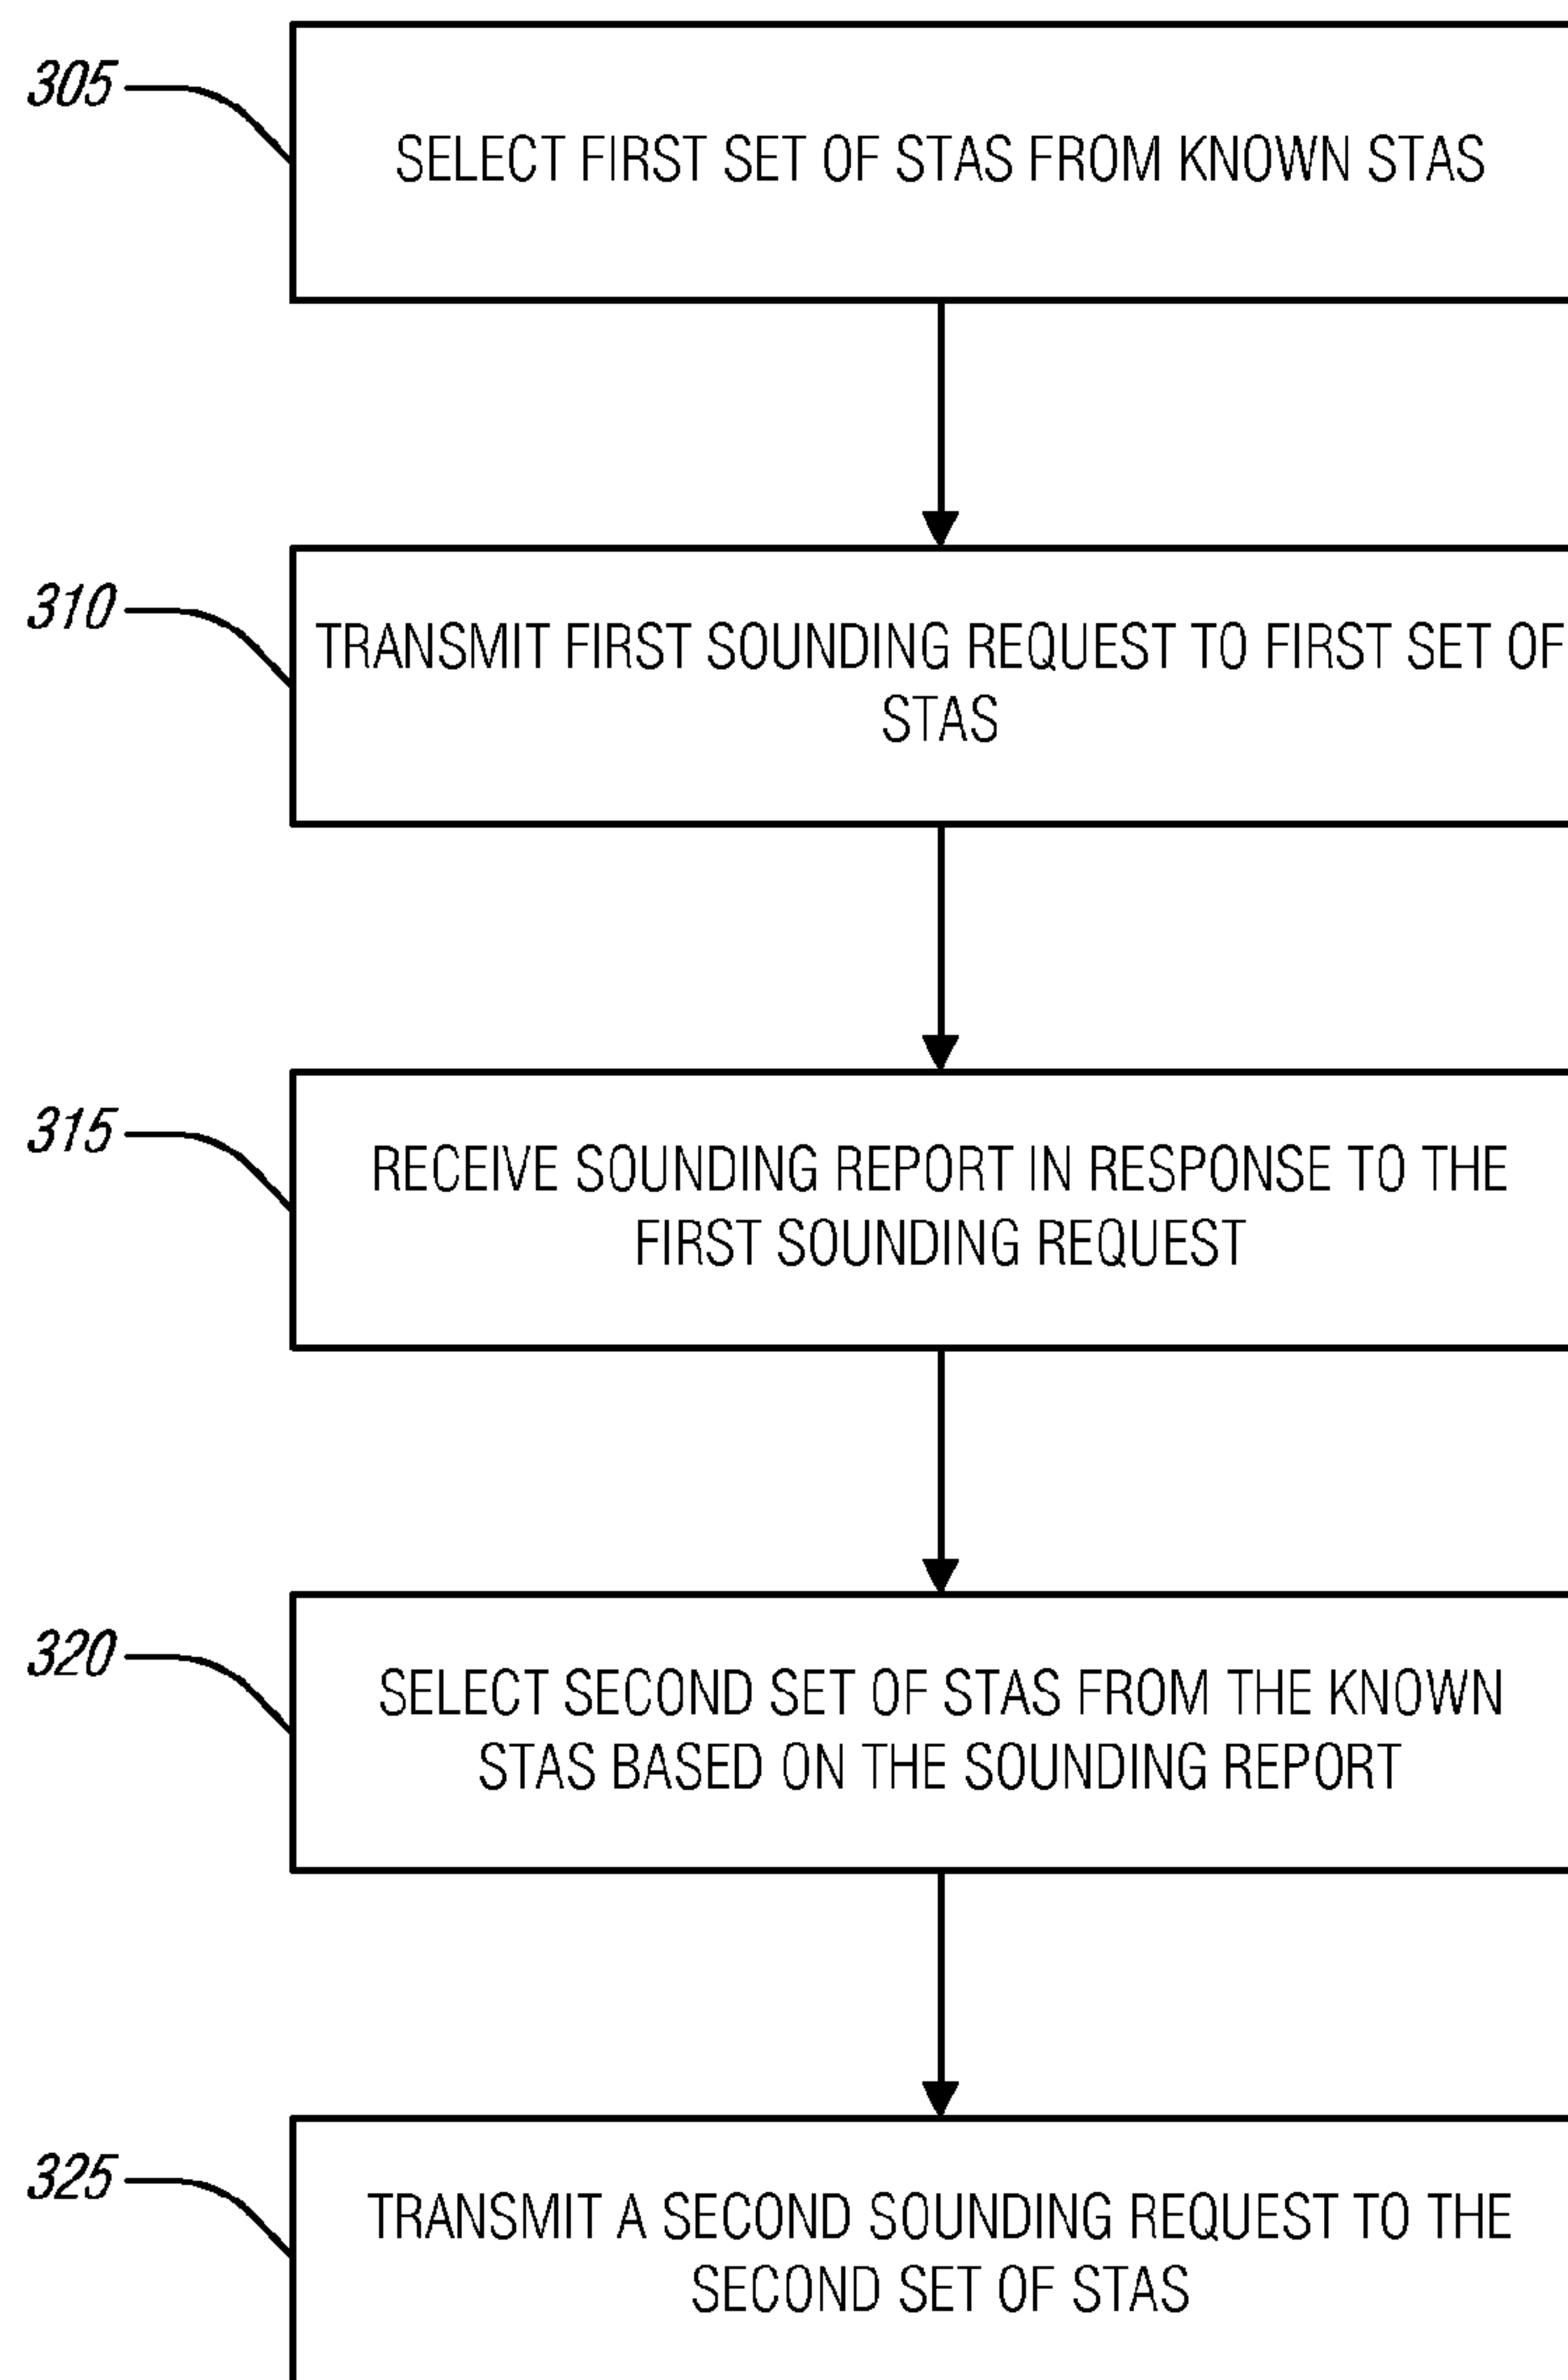 305
SELECT FIRST SET OF STAS FROM KNOWN STAS
310
TRANSMIT FIRST SOUNDING REQUEST TO FIRST SET OF
STAS
315
RECEIVE SOUNDING REPORT IN RESPONSE TO THE
FIRST SOUNDING REQUEST
320
SELECT SECOND SET OF STAS FROM THE KNOWN
STAS BASED ON THE SOUNDING REPORT
325
TRANSMIT A SECOND SOUNDING REQUEST TO THE
SECOND SET OF STAS